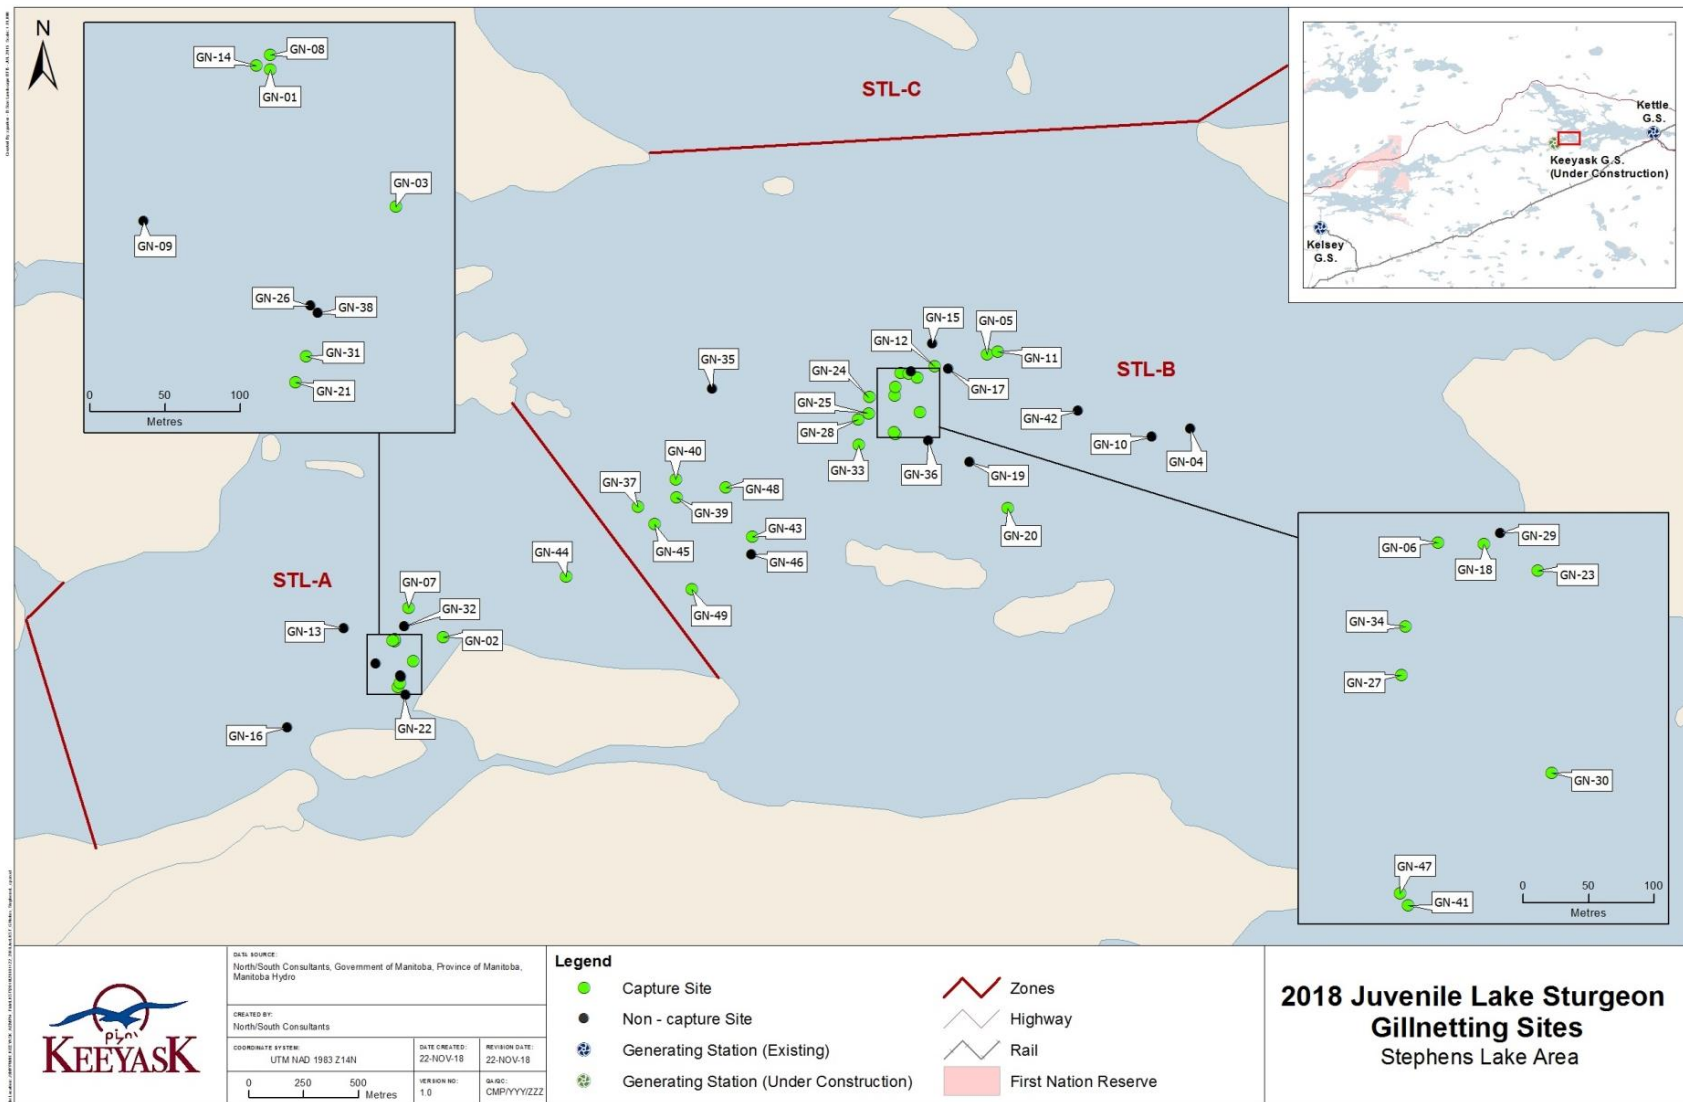 N
GN-14
GN-08
GN-01
GN-03
GN-09
GN-26
GN-38
GN-31
GN-21
0 50 100
Metres
STL-C
Kettle
G.S.
Keeyask G.S.
(Under Construction)
Kelsey
G.S.
GN-15
GN-05
GN-12
GN-11
GN-35
GN-24
GN-17
STL-B
GN-25
GN-42
GN-28
GN-10
GN-04
GN-33
GN-36
GN-19
GN-40
GN-37
GN-48
GN-39
GN-20
GN-43
GN-45
GN-46
GN-44
GN-49
STL-A
GN-07
GN-32
GN-13
GN-02
GN-22
GN-16
GN-06
GN-29
GN-18
GN-23
GN-34
GN-27
GN-30
GN-47
GN-41
0 50 100
Metres
KEEYASK
DATA SOURCE:
North/South Consultants, Government of Manitoba, Province of Manitoba,
Manitoba Hydro
CREATED BY:
North/South Consultants
COORDINATE SYSTEM:
UTM NAD 1983 Z14N
DATE CREATED:
22-NOV-18
REVISION DATE:
22-NOV-18
0 250 500
Metres
VERSION NO:
1.0
QA/QC:
CMP/YYY/ZZZ
Legend
Capture Site
Non - capture Site
Generating Station (Existing)
Generating Station (Under Construction)
Zones
Highway
Rail
First Nation Reserve
2018 Juvenile Lake Sturgeon
Gillnetting Sites
Stephens Lake Area